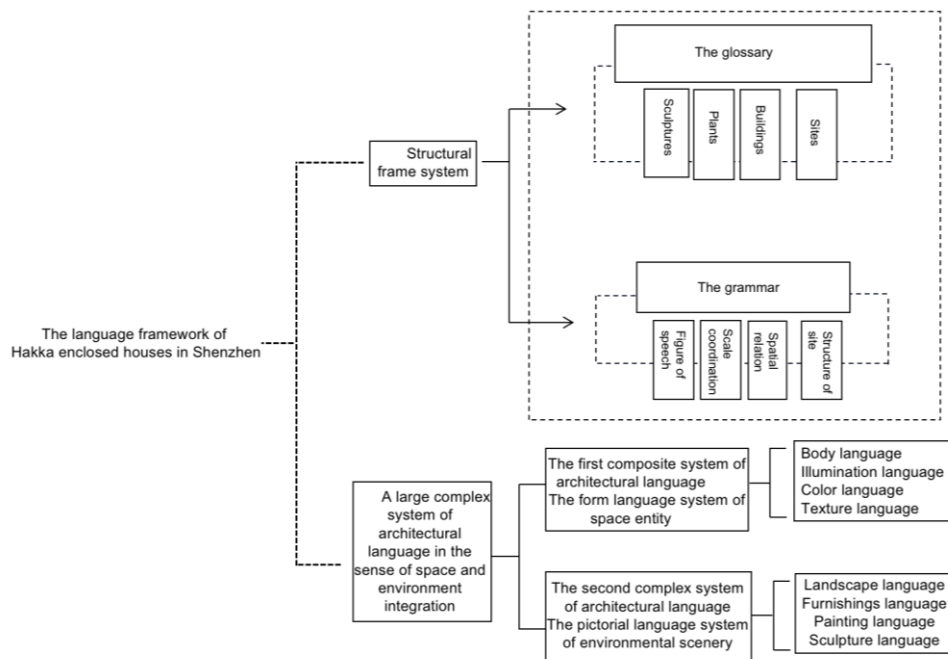 The glossary
Sculptures
Plants
Buildings
Sites
Structural
frame system
The grammar
Figure of
speech
Scale
coordination
Spatial
relation
Structure of
site
The language framework of
Hakka enclosed houses in Shenzhen
A large complex
system of
architectural
language in the
sense of space and
environment
integration
The first composite system of
architectural language
The form language system of
space entity
Body language
Illumination language
Color language
Texture language
The second complex system
of architectural language
The pictorial language system
of environmental scenery
Landscape language
Furnishings language
Painting language
Sculpture language